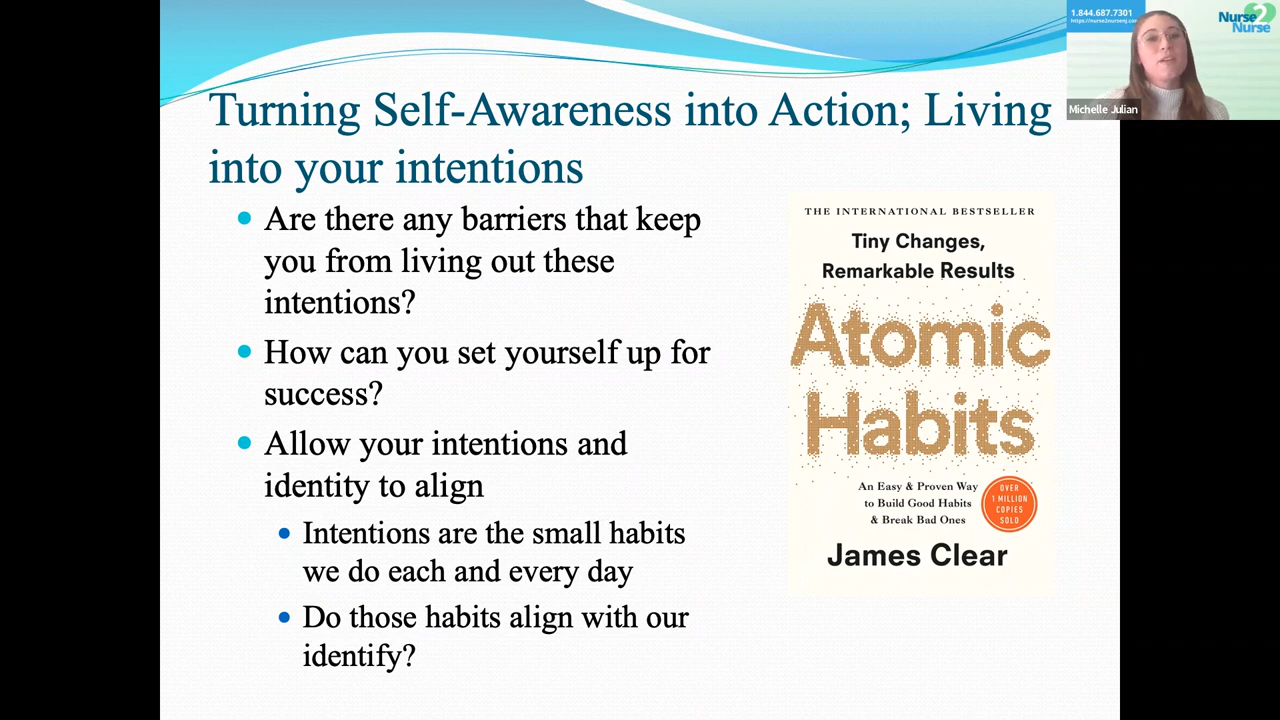 1.844.687.7301
https://nurse2nursenj.com
Nurse2
Nurse
Michelle Julian
Turning Self-Awareness into Action; Living
into your intentions
Are there any barriers that keep
you from living out these
intentions?
How can you set yourself up for
success?
Allow your intentions and
identity to align
Intentions are the small habits
we do each and every day
Do those habits align with our
identify?
THE INTERNATIONAL BESTSELLER
Tiny Changes,
Remarkable Results
Atomic
Habits
An Easy & Proven Way
to Build Good Habits
& Break Bad Ones
OVER
1 MILLION
COPIES
SOLD
James Clear